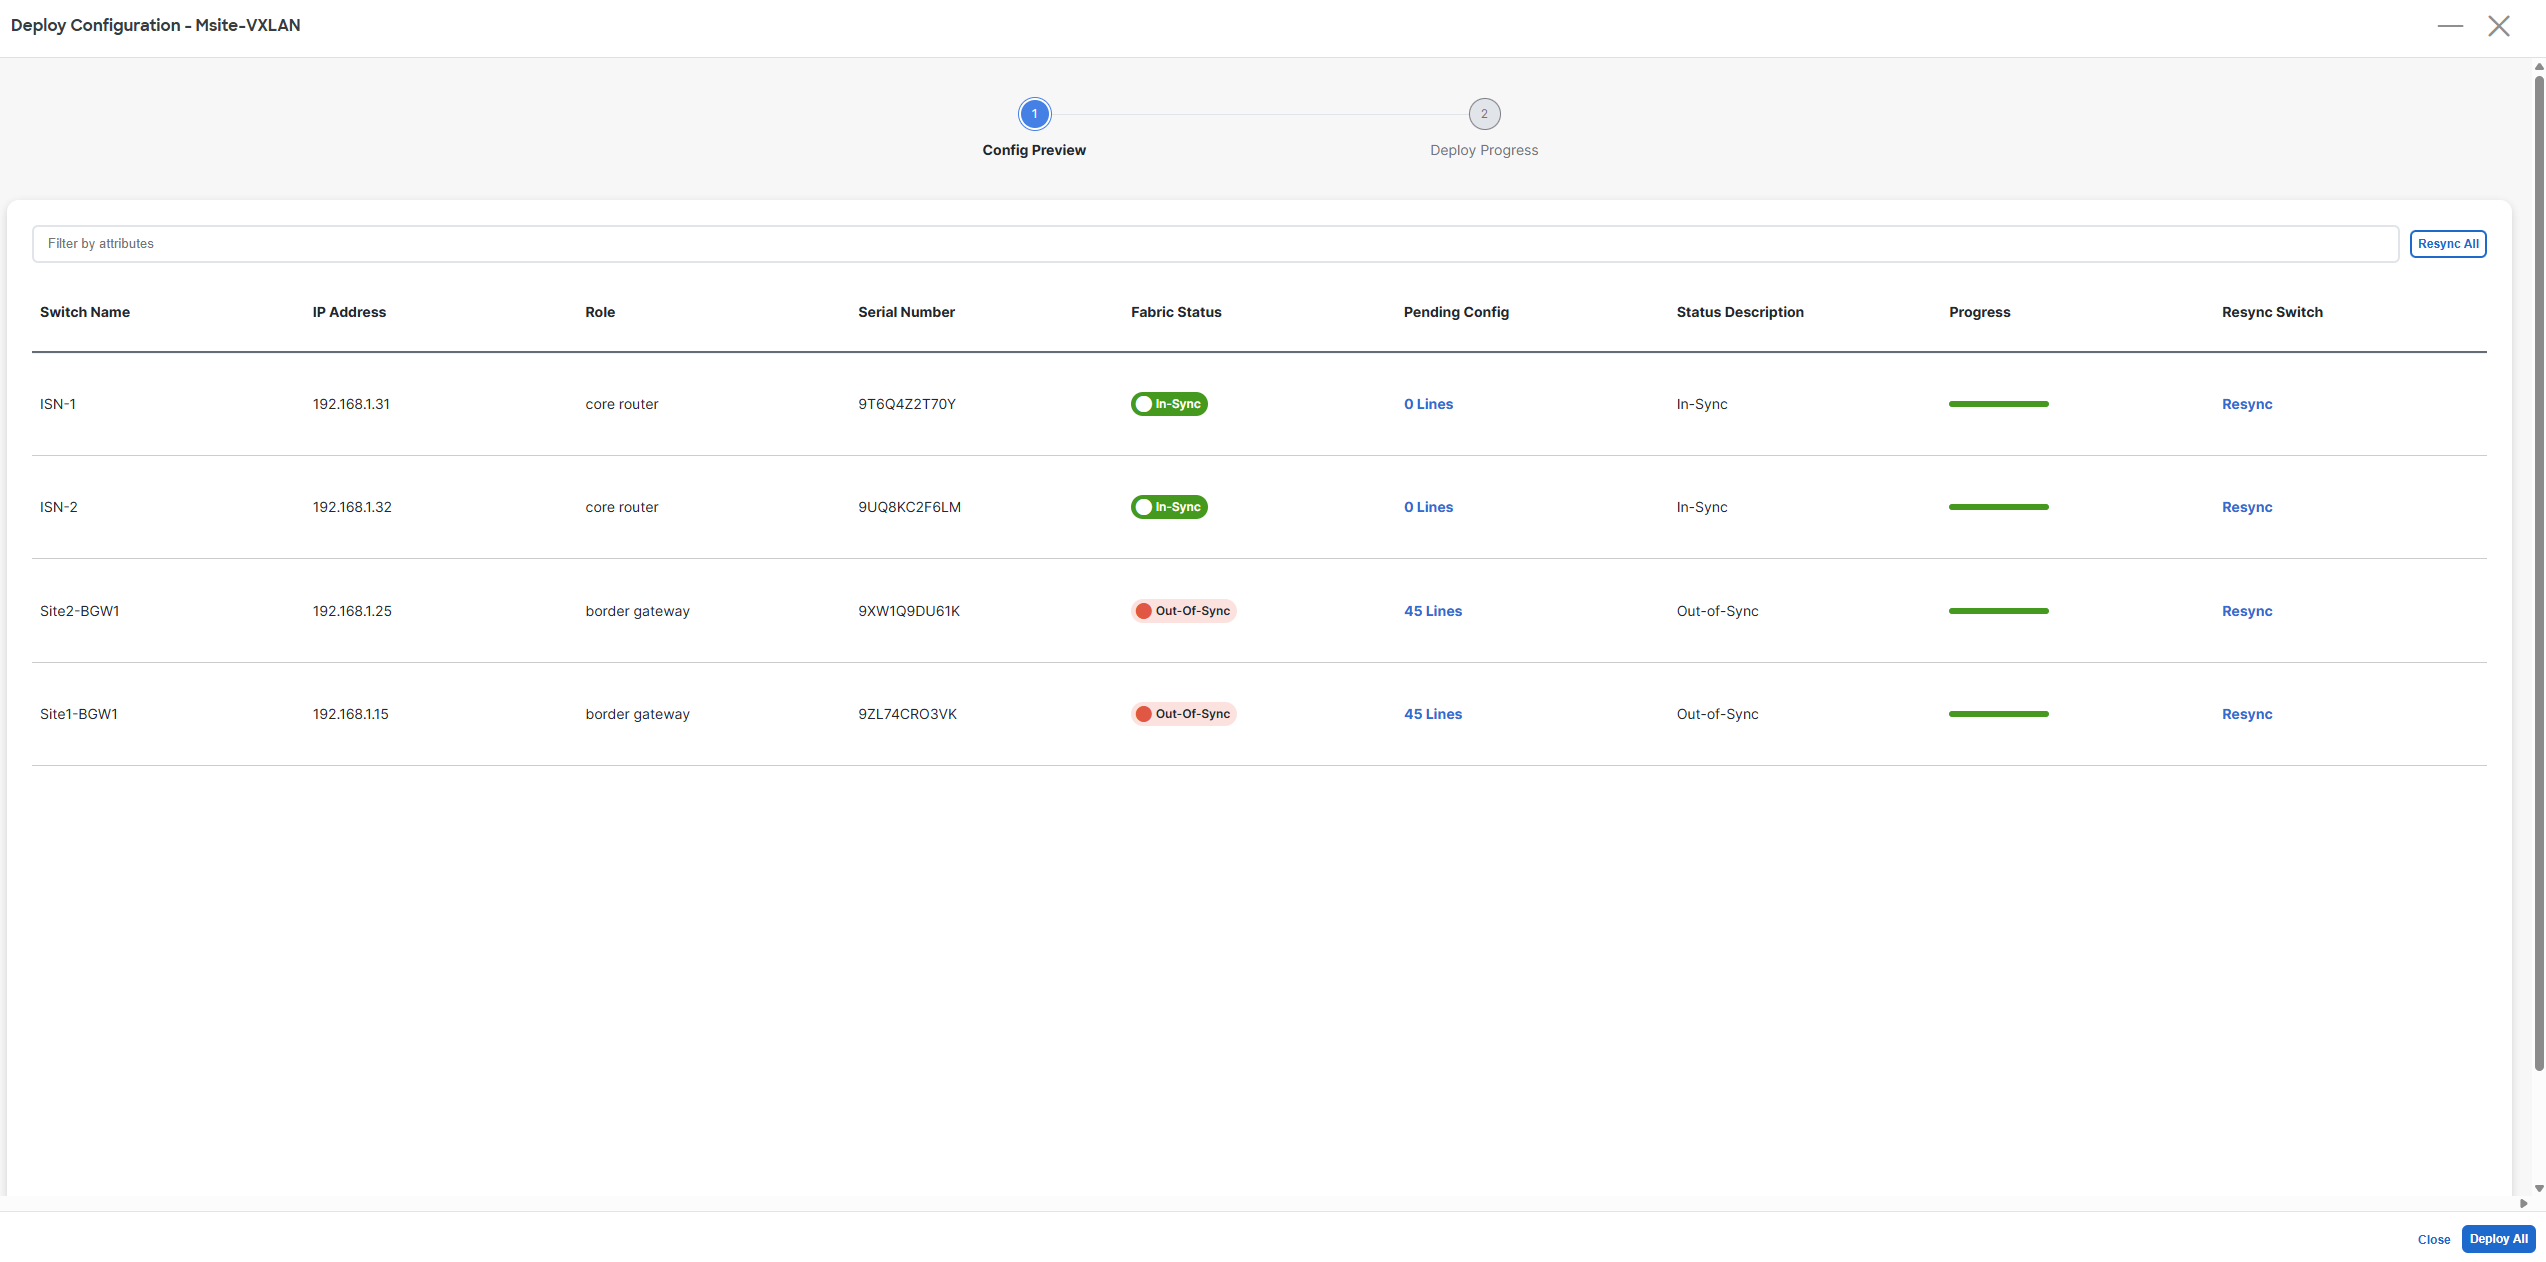 Deploy Configuration - Msite-VXLAN
1 2
Config Preview Deploy Progress
Filter by attributes Resync All
Switch Name IP Address Role Serial Number Fabric Status Pending Config Status Description Progress Resync Switch
ISN-1 192.168.1.31 core router 9T6Q4Z2T70Y In-Sync 0 Lines In-Sync Resync
ISN-2 192.168.1.32 core router 9UQ8KC2F6LM In-Sync 0 Lines In-Sync Resync
Site2-BGW1 192.168.1.25 border gateway 9XW1Q9DU61K Out-Of-Sync 45 Lines Out-of-Sync Resync
Site1-BGW1 192.168.1.15 border gateway 9ZL74CRO3VK Out-Of-Sync 45 Lines Out-of-Sync Resync
Close Deploy All